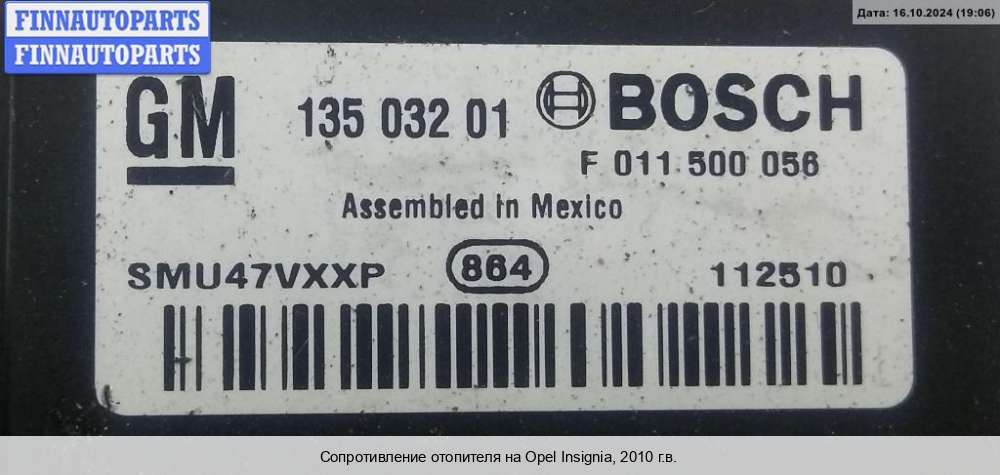 FINNAUTOPARTS
FINNAUTOPARTS
Дата: 16.10.2024 (19:06)
GM 135 032 01 BOSCH
F 011 500 056
Assembled in Mexico
SMU47VXXP 864 112510
Сопротивление отопителя на Opel Insignia, 2010 г.в.